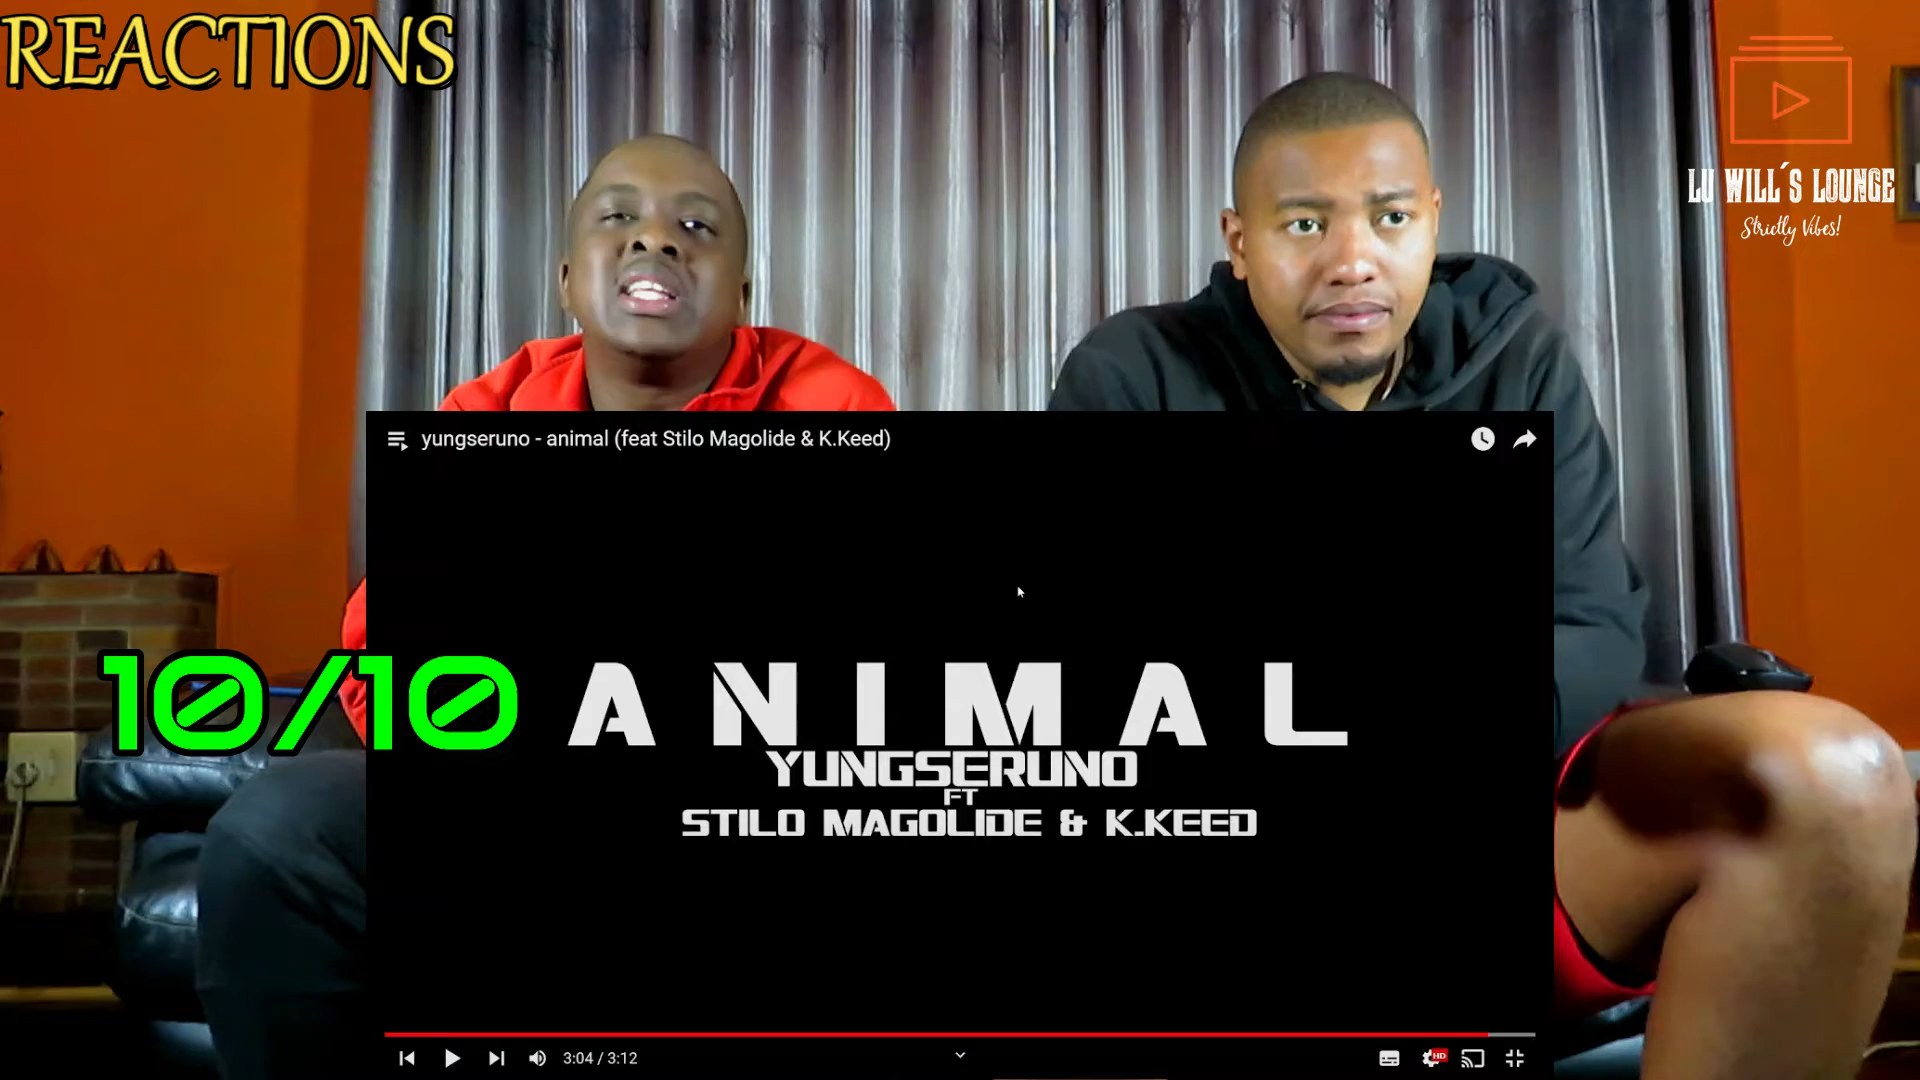 REACTIONS
LU WILL´S LOUNGE
Strictly Vibes!
yungseruno - animal (feat Stilo Magolide & K.Keed)
10/10
ANIMAL
YUNGSERUNO
FT
STILO MAGOLIDE & K.KEED
3:04 / 3:12
HD